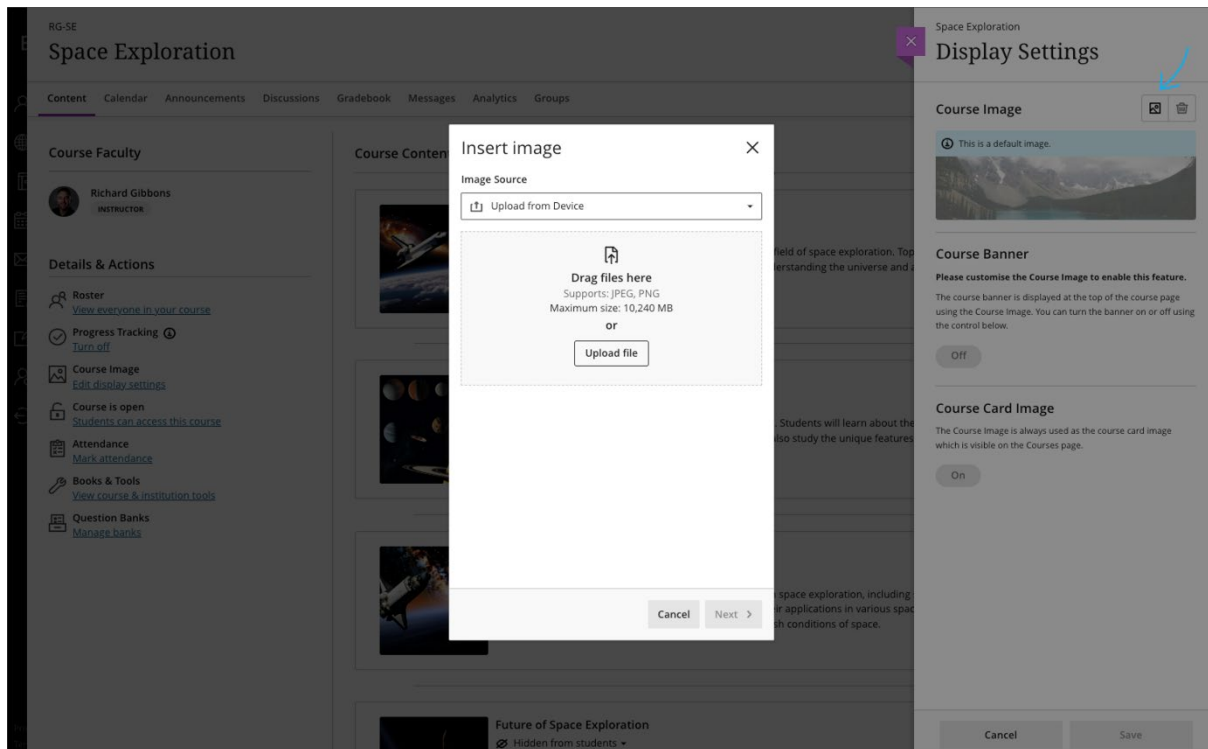 RG-SE
Space Exploration
Content Calendar Announcements Discussions Gradebook Messages Analytics Groups
Course Faculty
Richard Gibbons
INSTRUCTOR
Details & Actions
Roster
View everyone in your course
Progress Tracking
Turn off
Course Image
Edit display settings
Course is open
Students can access this course
Attendance
Mark attendance
Books & Tools
View course & institution tools
Question Banks
Manage banks
Course Conten
field of space exploration. Top
derstanding the universe and a
. Students will learn about the
also study the unique features
space exploration, including
ir applications in various spac
sh conditions of space.
Future of Space Exploration
Hidden from students
Insert image
Image Source
Upload from Device
Drag files here
Supports: JPEG, PNG
Maximum size: 10,240 MB
or
Upload file
Cancel Next
Space Exploration
Display Settings
Course Image
This is a default image.
Course Banner
Please customise the Course Image to enable this feature.
The course banner is displayed at the top of the course page
using the Course Image. You can turn the banner on or off using
the control below.
Off
Course Card Image
The Course Image is always used as the course card image
which is visible on the Courses page.
On
Cancel Save